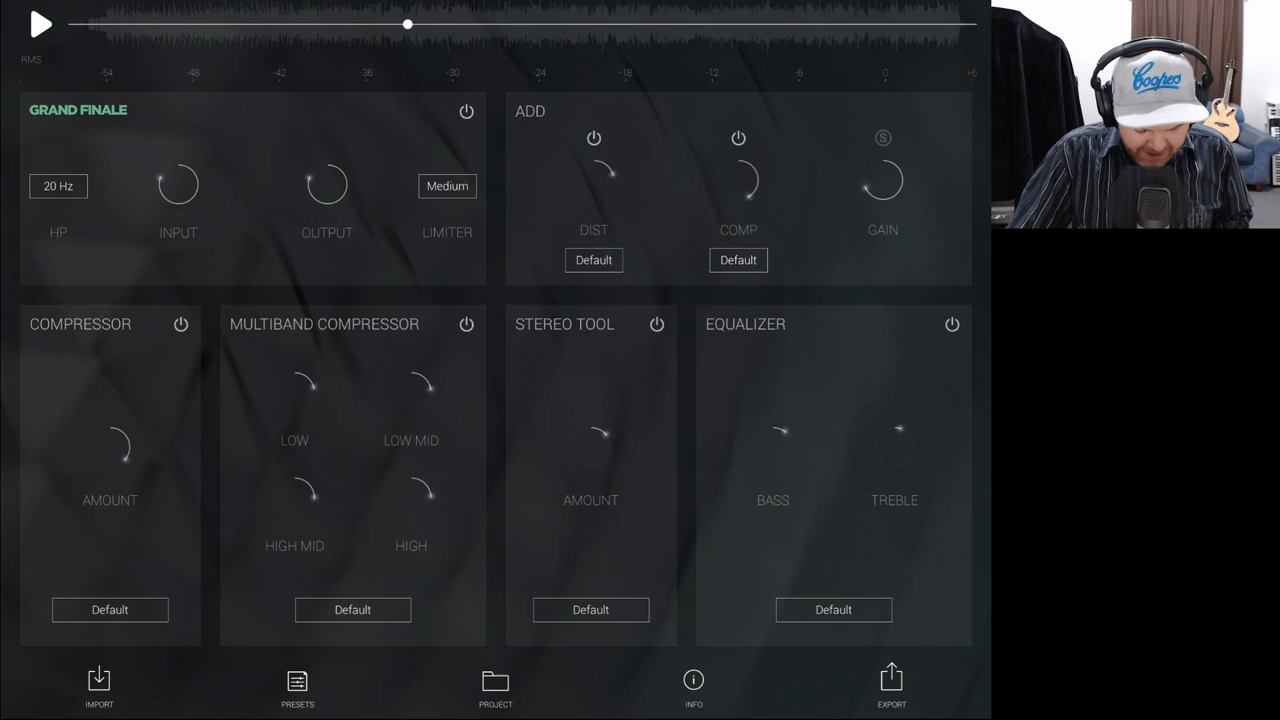 RMS
-54 -48 -42 -36 -30 -24 -18 -12 -5 0 +6
GRAND FINALE
ADD
S
20 Hz
Medium
HP
INPUT
OUTPUT
LIMITER
DIST
COMP
GAIN
Default
Default
COMPRESSOR
MULTIBAND COMPRESSOR
STEREO TOOL
EQUALIZER
LOW
LOW MID
AMOUNT
AMOUNT
BASS
TREBLE
HIGH MID
HIGH
Default
Default
Default
Default
IMPORT
PRESETS
PROJECT
INFO
EXPORT
Coopers